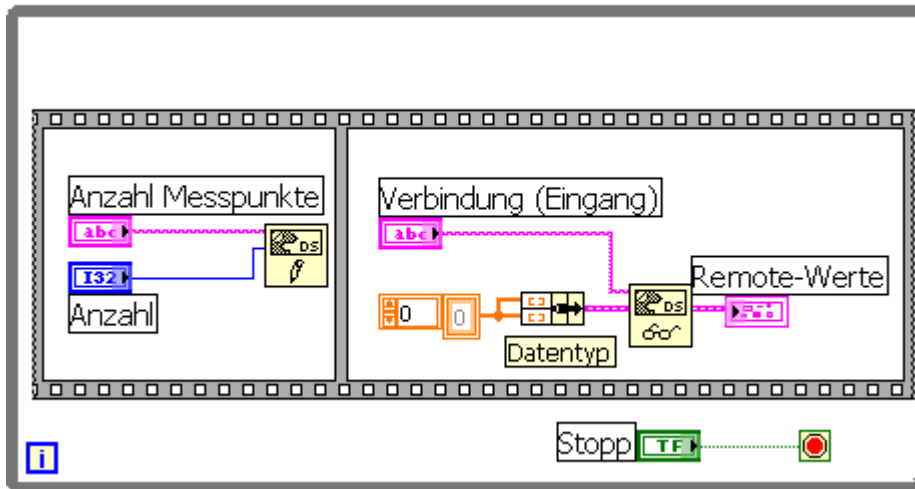 Anzahl Messpunkte
abc
DS
I32
Anzahl
Verbindung (Eingang)
abc
Remote-Werte
DS
0
0
Datentyp
Stopp
TF
i